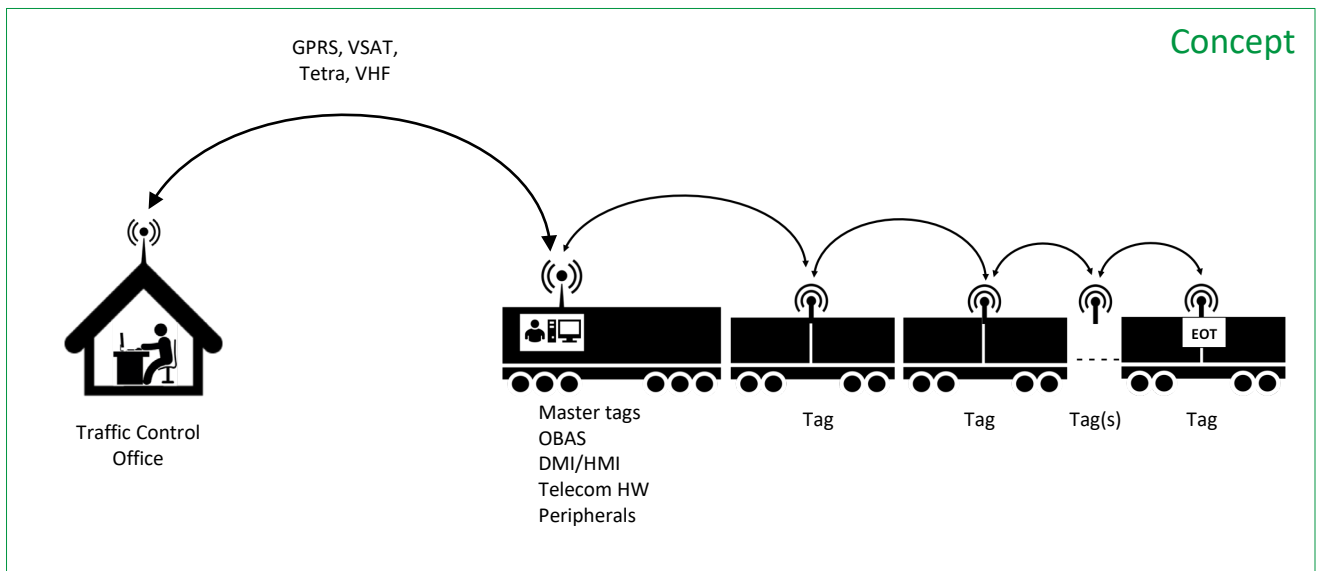 Concept
GPRS, VSAT,
Tetra, VHF
EOT
Traffic Control
Office
Master tags
OBAS
DMI/HMI
Telecom HW
Peripherals
Tag
Tag
Tag(s)
Tag